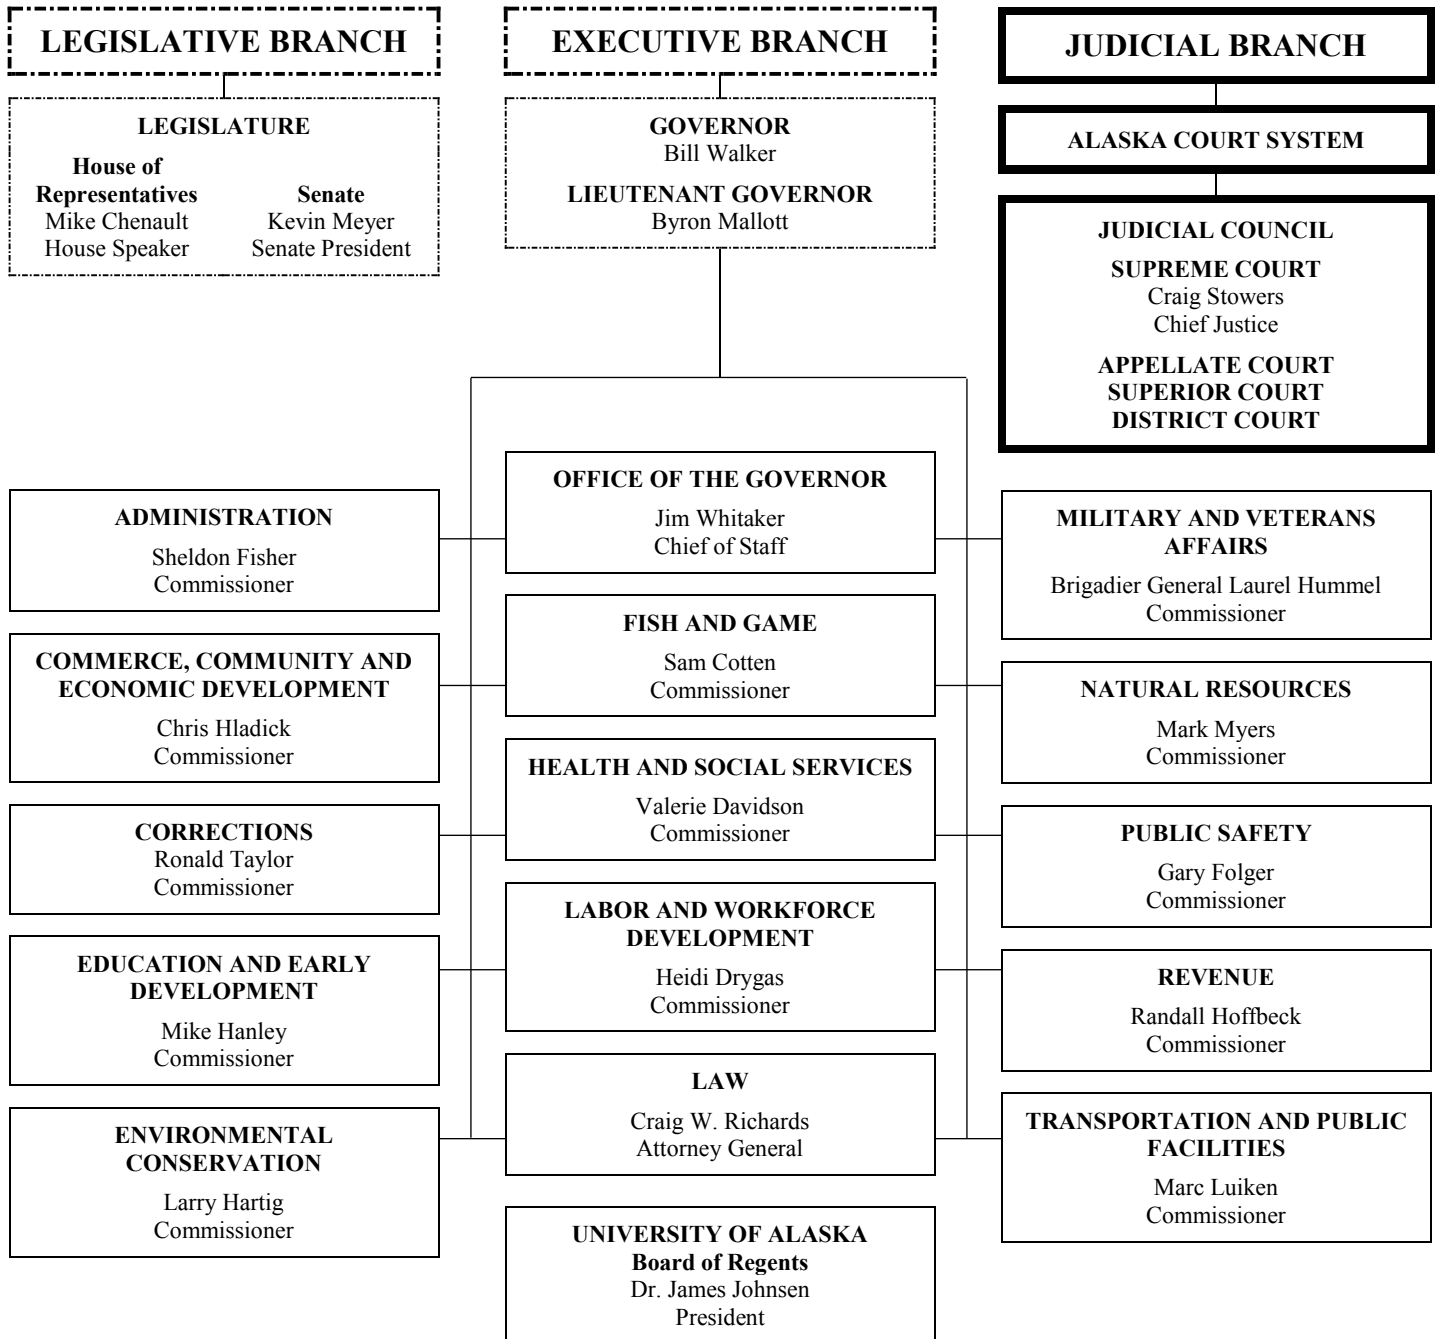 LEGISLATIVE BRANCH
LEGISLATURE
House of
Representatives
Mike Chenault
House Speaker
Senate
Kevin Meyer
Senate President
EXECUTIVE BRANCH
GOVERNOR
Bill Walker
LIEUTENANT GOVERNOR
Byron Mallott
JUDICIAL BRANCH
ALASKA COURT SYSTEM
JUDICIAL COUNCIL
SUPREME COURT
Craig Stowers
Chief Justice
APPELLATE COURT
SUPERIOR COURT
DISTRICT COURT
ADMINISTRATION
Sheldon Fisher
Commissioner
COMMERCE, COMMUNITY AND
ECONOMIC DEVELOPMENT
Chris Hladick
Commissioner
CORRECTIONS
Ronald Taylor
Commissioner
EDUCATION AND EARLY
DEVELOPMENT
Mike Hanley
Commissioner
ENVIRONMENTAL
CONSERVATION
Larry Hartig
Commissioner
OFFICE OF THE GOVERNOR
Jim Whitaker
Chief of Staff
FISH AND GAME
Sam Cotten
Commissioner
HEALTH AND SOCIAL SERVICES
Valerie Davidson
Commissioner
LABOR AND WORKFORCE
DEVELOPMENT
Heidi Drygas
Commissioner
LAW
Craig W. Richards
Attorney General
UNIVERSITY OF ALASKA
Board of Regents
Dr. James Johnsen
President
MILITARY AND VETERANS
AFFAIRS
Brigadier General Laurel Hummel
Commissioner
NATURAL RESOURCES
Mark Myers
Commissioner
PUBLIC SAFETY
Gary Folger
Commissioner
REVENUE
Randall Hoffbeck
Commissioner
TRANSPORTATION AND PUBLIC
FACILITIES
Marc Luiken
Commissioner